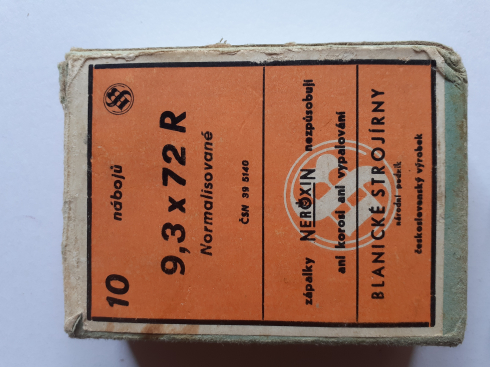 10 nábojů
9,3 x 72 R
Normalisované
ČSN 39 5140
zápalky NEROXIN nezpůsobují
ani korosi ani vypalování
BLANICKÉ STROJÍRNY
národní podnik
československý výrobek